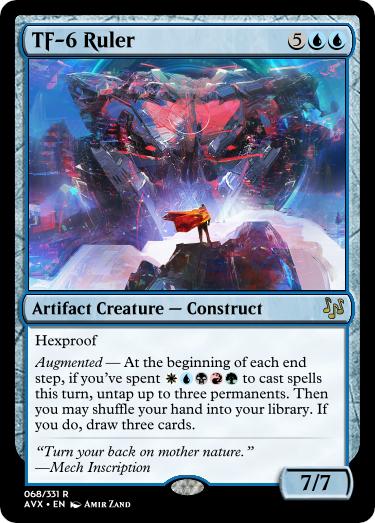 TF-6 Ruler 5
Artifact Creature — Construct
Hexproof
Augmented — At the beginning of each end
step, if you've spent to cast spells
this turn, untap up to three permanents. Then
you may shuffle your hand into your library. If
you do, draw three cards.
"Turn your back on mother nature."
—Mech Inscription
7/7
068/331 R
AVX • EN Amir Zand